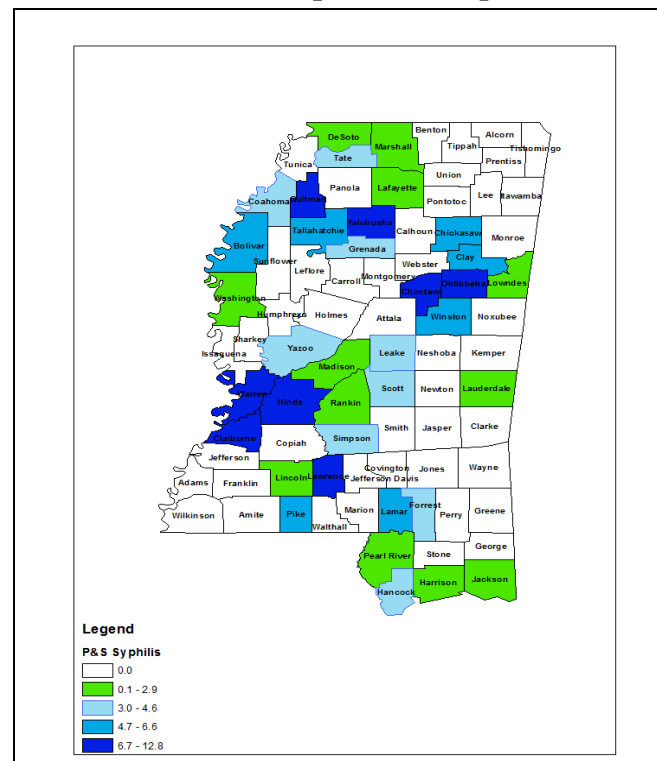 Benton
Alcorn
DeSoto
Marshall
Tippah
Tishomingo
Tate
Prentiss
Tunica
Union
Panola
Lafayette
Lee
Itawamba
Coahoma
Quitman
Pontotoc
Yalobusha
Tallahatchie
Calhoun
Chickasaw
Monroe
Bolivar
Grenada
Clay
Sunflower
Webster
Leflore
Montgomery
Carroll
Choctaw
Oktibbeha
Lowndes
Washington
Humphreys
Holmes
Attala
Winston
Noxubee
Sharkey
Issaquena
Yazoo
Leake
Neshoba
Kemper
Madison
Warren
Scott
Newton
Lauderdale
Hinds
Rankin
Claiborne
Copiah
Simpson
Smith
Jasper
Clarke
Jefferson
Covington
Jones
Wayne
Adams
Franklin
Lincoln
Lawrence
Jefferson Davis
Wilkinson
Amite
Pike
Marion
Lamar
Forrest
Perry
Greene
Walthall
Pearl River
Stone
George
Hancock
Harrison
Jackson
Legend
P&S Syphilis
0.0
0.1 - 2.9
3.0 - 4.6
4.7 - 6.6
6.7 - 12.8